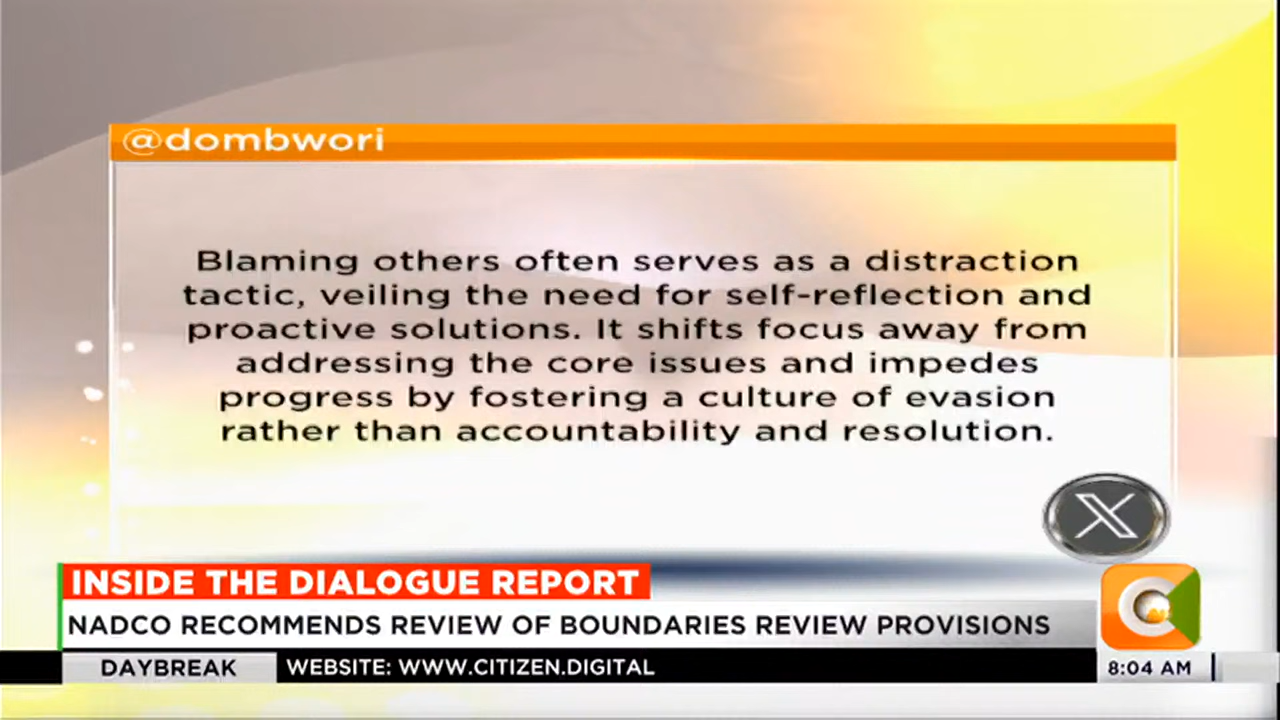 @dombwori
Blaming others often serves as a distraction
tactic, veiling the need for self-reflection and
proactive solutions. It shifts focus away from
addressing the core issues and impedes
progress by fostering a culture of evasion
rather than accountability and resolution.
X
INSIDE THE DIALOGUE REPORT
NADCO RECOMMENDS REVIEW OF BOUNDARIES REVIEW PROVISIONS
DAYBREAK WEBSITE: WWW.CITIZEN.DIGITAL 8:04 AM